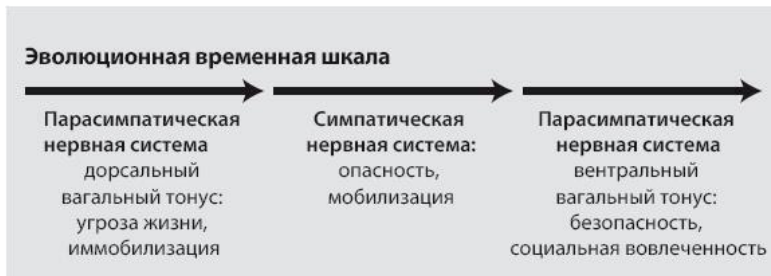 Эволюционная временная шкала
Парасимпатическая
нервная система
дорсальный
вагальный тонус:
угроза жизни,
иммобилизация
Симпатическая
нервная система:
опасность,
мобилизация
Парасимпатическая
нервная система
вентральный
вагальный тонус:
безопасность,
социальная вовлеченность